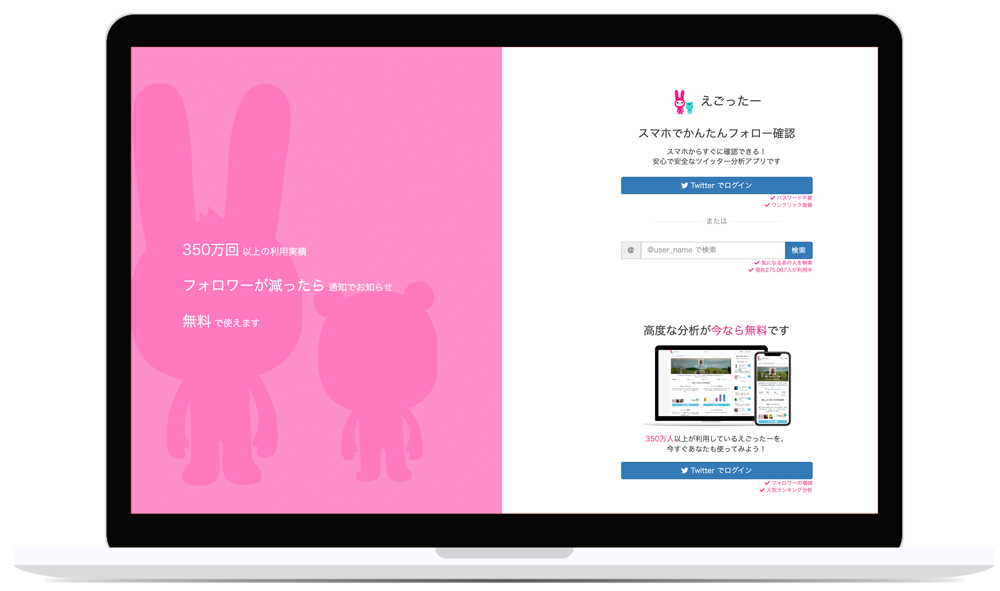 350万回 以上の利用実績
フォロワーが減ったら 通知でお知らせ
無料 で使えます
えごったー
スマホでかんたんフォロー確認
スマホからすぐに確認できる！
安心で安全なツイッター分析アプリです
Twitter でログイン
パスワード不要
ワンクリック登録
または
@ @user_name で検索 検索
気になるあの人を検索
現在275,067人が利用中
高度な分析が今なら無料です
350万人以上が利用しているえごったーを、
今すぐあなたも使ってみよう！
Twitter でログイン
フォロワーの増減
人気ランキング分析